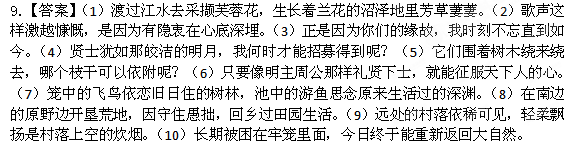 9.【答案】（1）渡过江水去采撷芙蓉花，生长着兰花的沼泽地里芳草萋萋。（2）歌声这
样激越慷慨，是因为有隐衷在心底深埋。（3）正是因为你们的缘故，我时刻不忘直到如
今。（4）贤士犹如那皎洁的明月，我何时才能招募得到呢？（5）它们围着树木绕来绕
去，哪个枝干可以依附呢？（6）只要像明主周公那样礼贤下士，就能征服天下人的心。
（7）笼中的飞鸟依恋旧日住的树林，池中的游鱼思念原来生活过的深渊。（8）在南边
的原野边开垦荒地，因守住愚拙，回乡过田园生活。（9）远处的村落依稀可见，轻柔飘
扬是村落上空的炊烟。（10）长期被困在牢笼里面，今日终于能重新返回大自然。